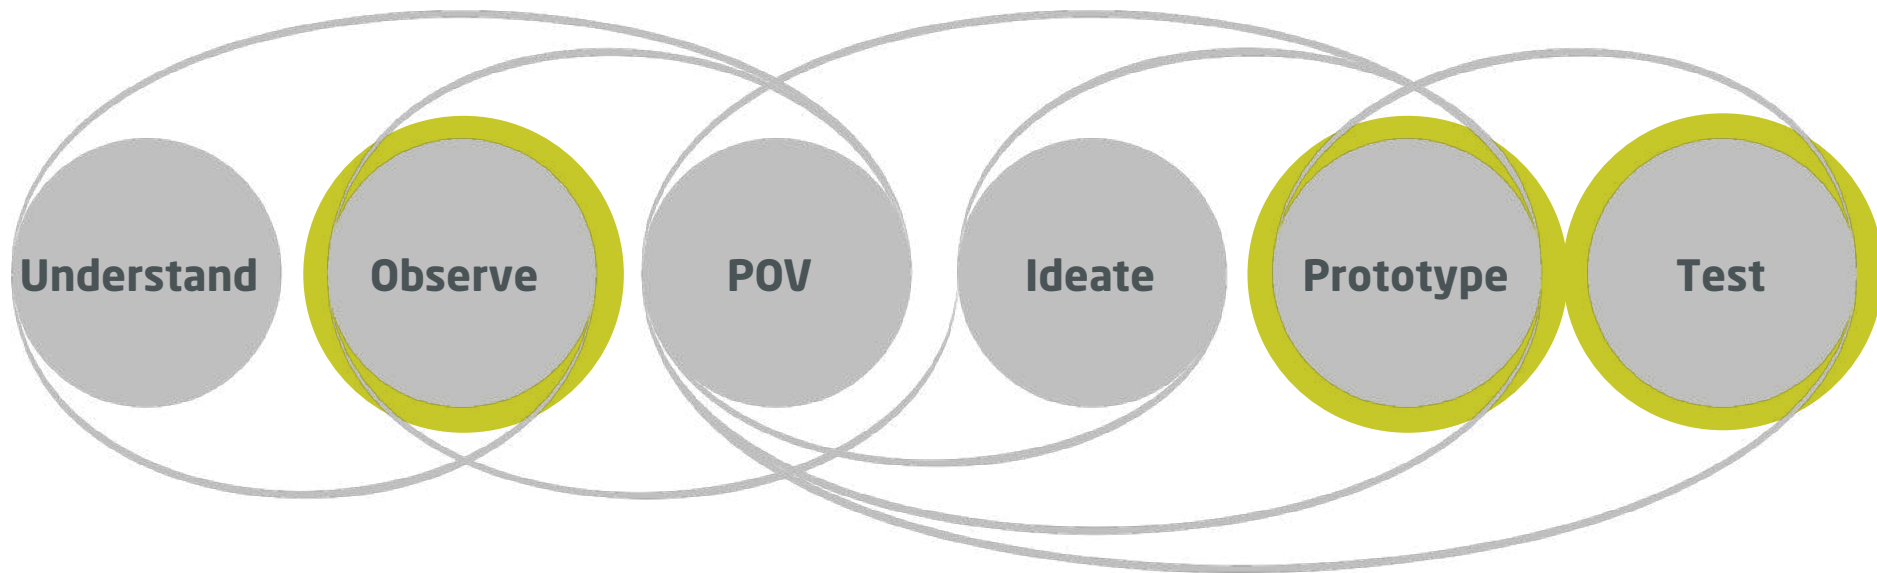 Understand
Observe
POV
Ideate
Prototype
Test